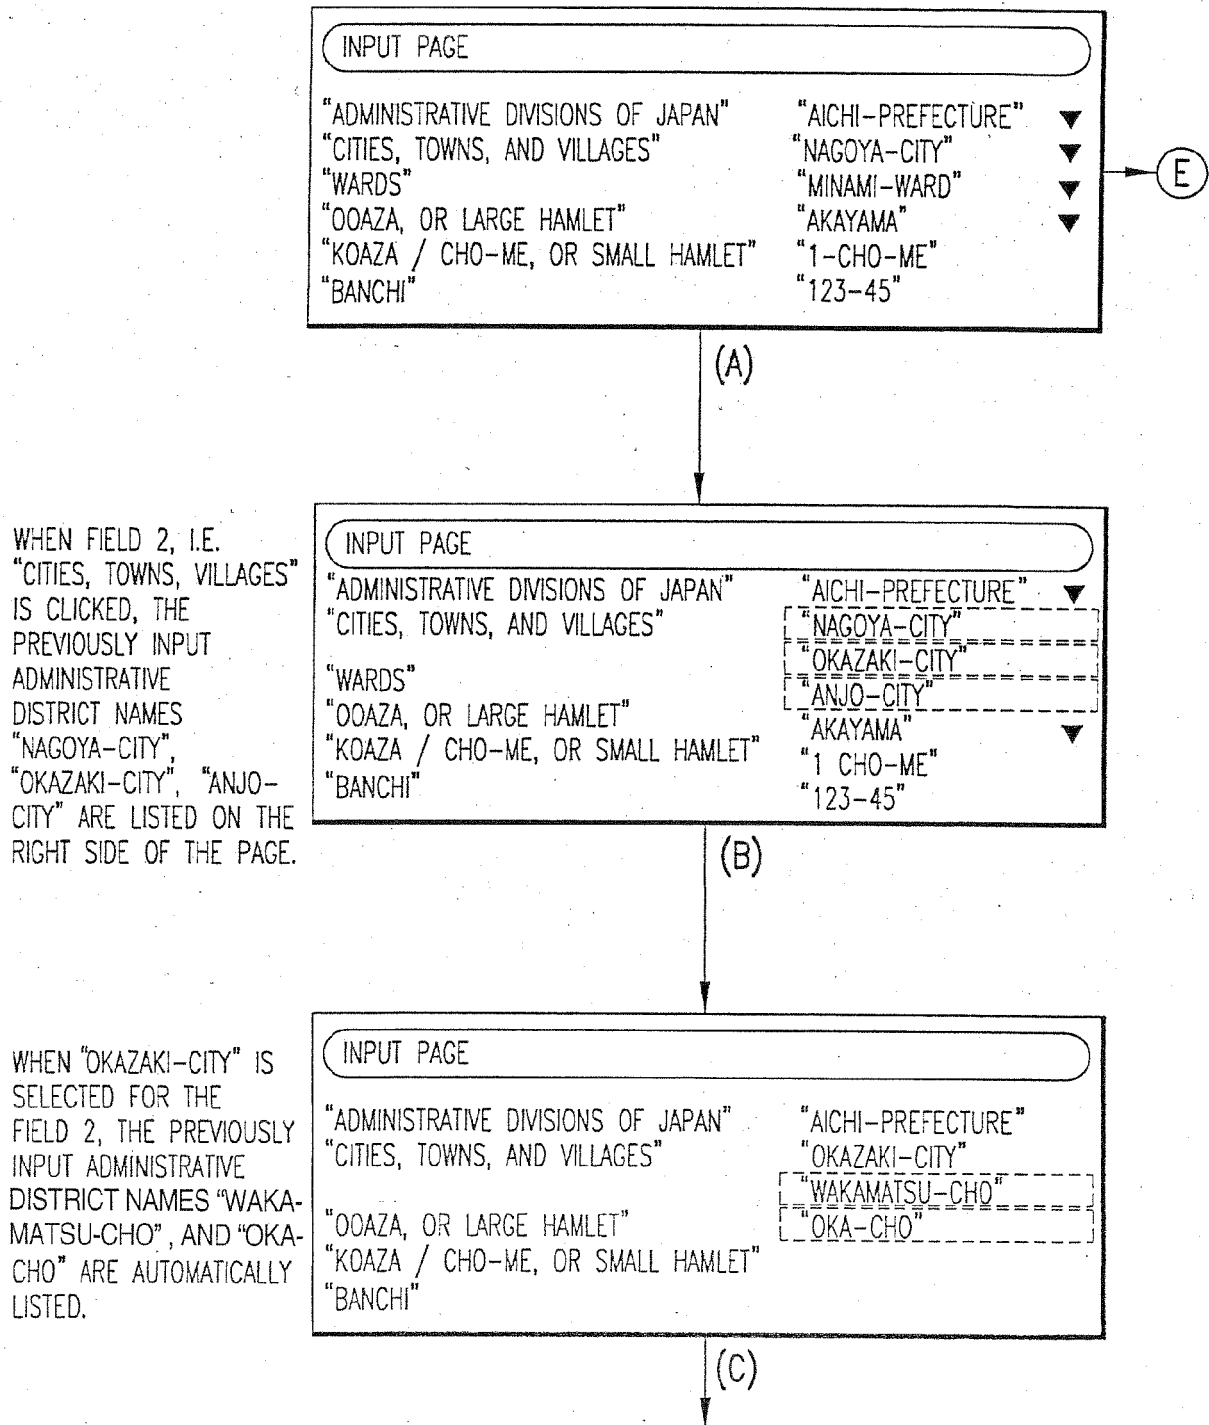 INPUT PAGE
"ADMINISTRATIVE DIVISIONS OF JAPAN" "AICHI-PREFECTURE" ▼
"CITIES, TOWNS, AND VILLAGES" "NAGOYA-CITY" ▼
"WARDS" "MINAMI-WARD" ▼
"OOAZA, OR LARGE HAMLET" "AKAYAMA" ▼
"KOAZA / CHO-ME, OR SMALL HAMLET" "1-CHO-ME"
"BANCHI" "123-45"
E
(A)
WHEN FIELD 2, I.E.
"CITIES, TOWNS, VILLAGES"
IS CLICKED, THE
PREVIOUSLY INPUT
ADMINISTRATIVE
DISTRICT NAMES
"NAGOYA-CITY",
"OKAZAKI-CITY", "ANJO-
CITY" ARE LISTED ON THE
RIGHT SIDE OF THE PAGE.
INPUT PAGE
"ADMINISTRATIVE DIVISIONS OF JAPAN" "AICHI-PREFECTURE" ▼
"CITIES, TOWNS, AND VILLAGES" "NAGOYA-CITY"
"OKAZAKI-CITY"
"WARDS" "ANJO-CITY"
"OOAZA, OR LARGE HAMLET" "AKAYAMA" ▼
"KOAZA / CHO-ME, OR SMALL HAMLET" "1 CHO-ME"
"BANCHI" "123-45"
(B)
WHEN "OKAZAKI-CITY" IS
SELECTED FOR THE
FIELD 2, THE PREVIOUSLY
INPUT ADMINISTRATIVE
DISTRICT NAMES "WAKA-
MATSU-CHO", AND "OKA-
CHO" ARE AUTOMATICALLY
LISTED.
INPUT PAGE
"ADMINISTRATIVE DIVISIONS OF JAPAN" "AICHI-PREFECTURE"
"CITIES, TOWNS, AND VILLAGES" "OKAZAKI-CITY"
"WAKAMATSU-CHO"
"OOAZA, OR LARGE HAMLET" "OKA-CHO"
"KOAZA / CHO-ME, OR SMALL HAMLET"
"BANCHI"
(C)